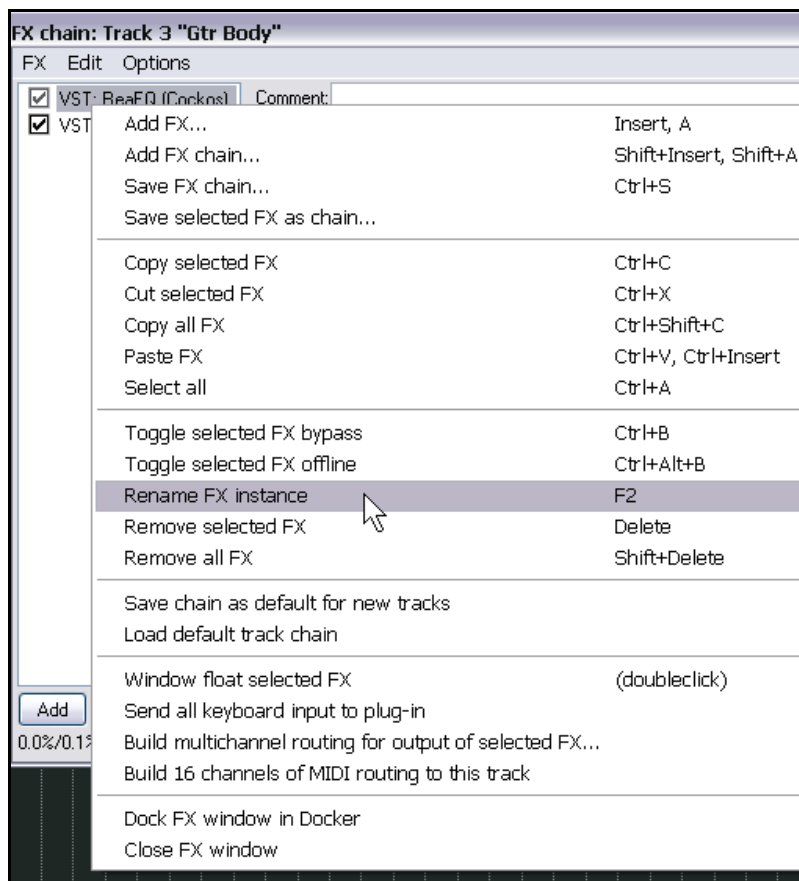 FX chain: Track 3 "Gtr Body"
FX Edit Options
VST: ReaEQ (Cockos) Comment:
VST
Add FX... Insert, A
Add FX chain... Shift+Insert, Shift+A
Save FX chain... Ctrl+S
Save selected FX as chain...
Copy selected FX Ctrl+C
Cut selected FX Ctrl+X
Copy all FX Ctrl+Shift+C
Paste FX Ctrl+V, Ctrl+Insert
Select all Ctrl+A
Toggle selected FX bypass Ctrl+B
Toggle selected FX offline Ctrl+Alt+B
Rename FX instance F2
Remove selected FX Delete
Remove all FX Shift+Delete
Save chain as default for new tracks
Load default track chain
Window float selected FX (doubleclick)
Add
Send all keyboard input to plug-in
0.0%/0.1%
Build multichannel routing for output of selected FX...
Build 16 channels of MIDI routing to this track
Dock FX window in Docker
Close FX window